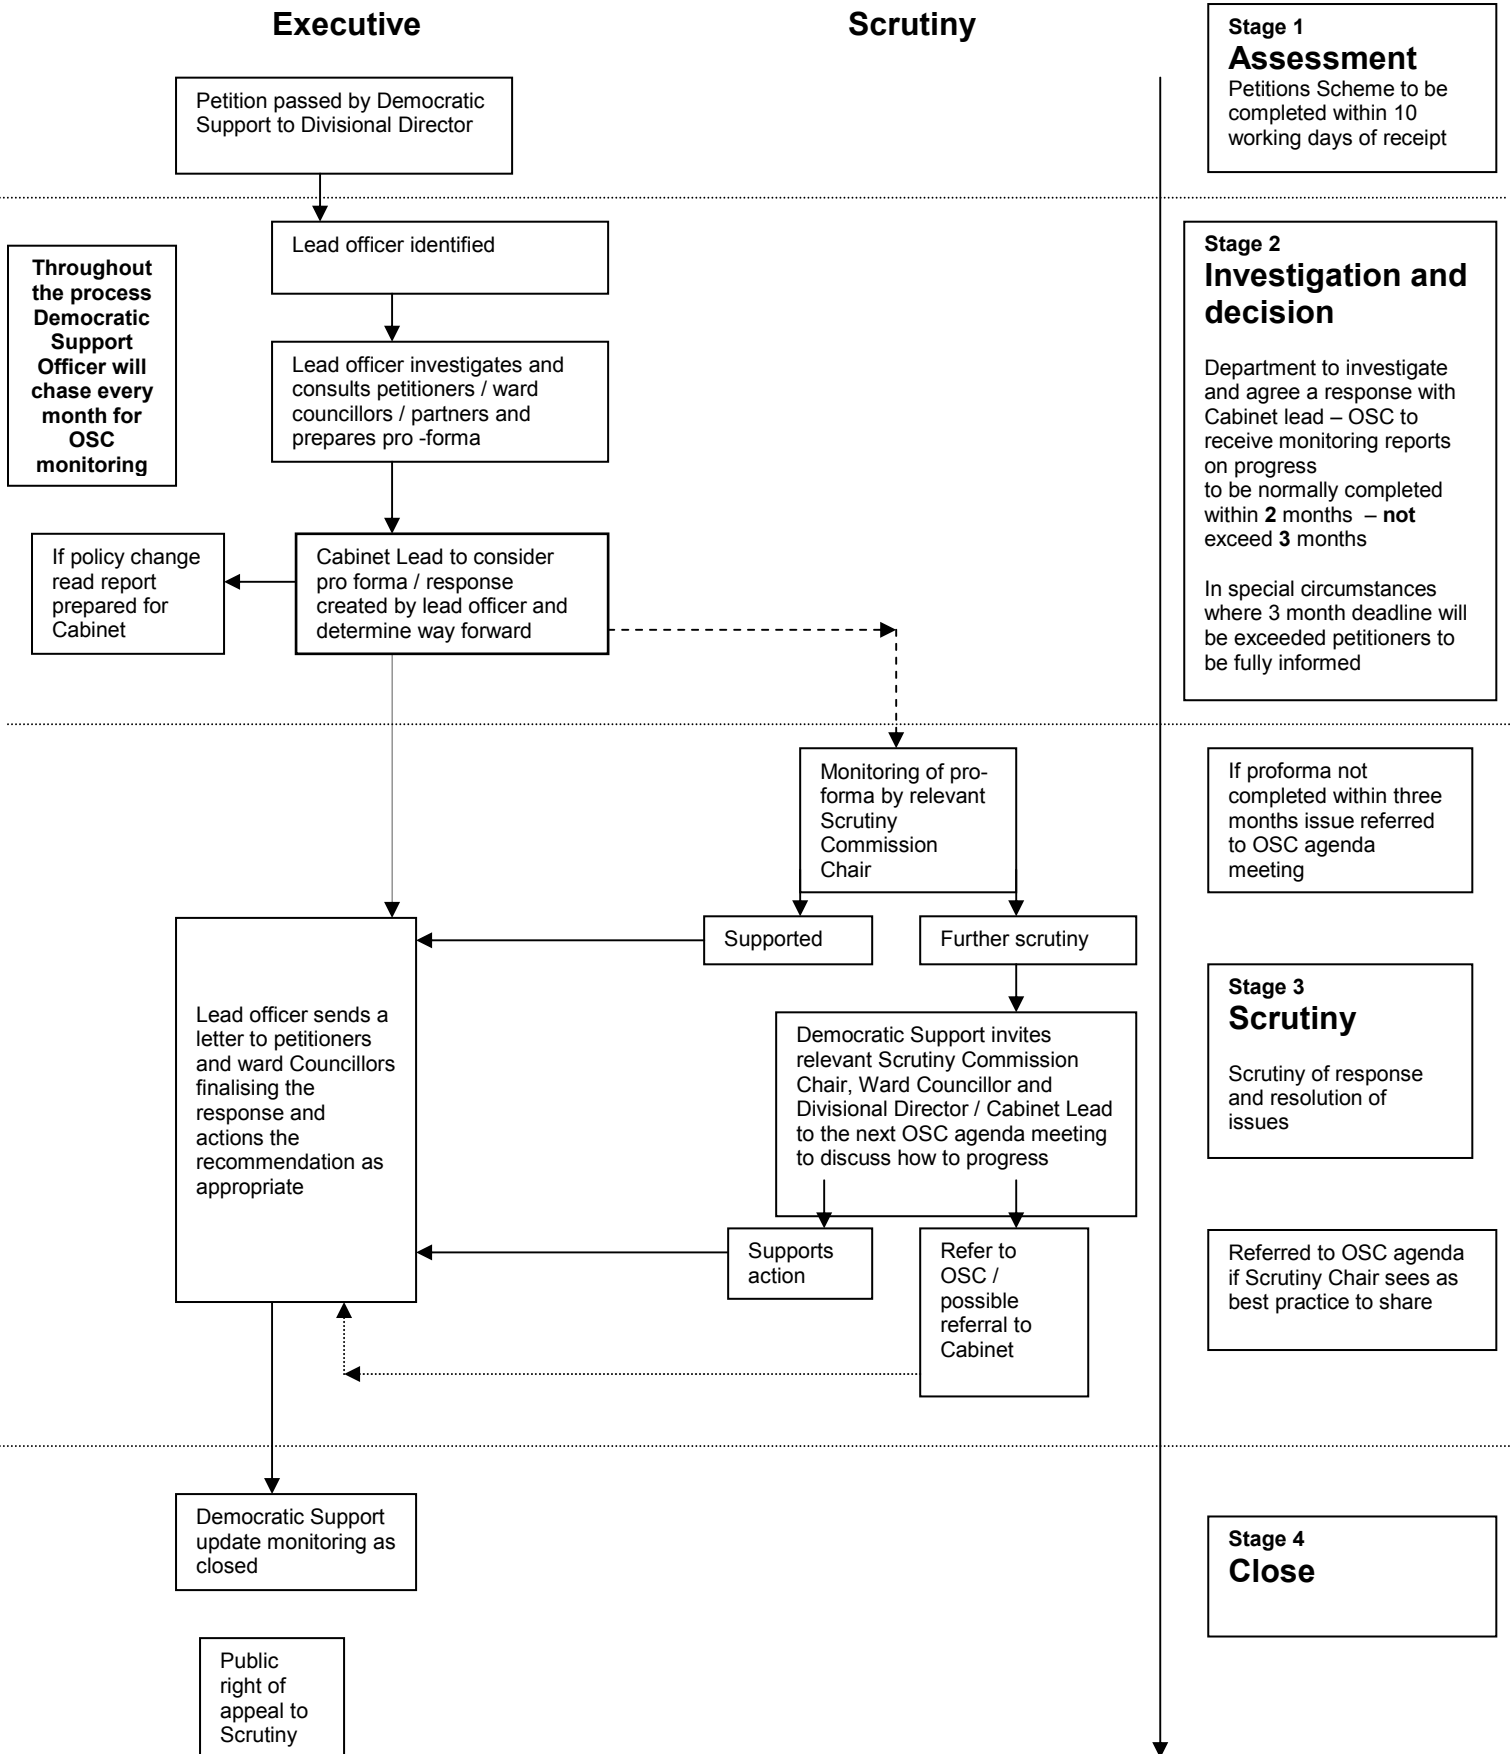 Executive
Scrutiny
Stage 1
Assessment
Petitions Scheme to be
completed within 10
working days of receipt
Petition passed by Democratic
Support to Divisional Director
Lead officer identified
Throughout
the process
Democratic
Support
Officer will
chase every
month for
OSC
monitoring
Lead officer investigates and
consults petitioners / ward
councillors / partners and
prepares pro -forma
If policy change
read report
prepared for
Cabinet
Cabinet Lead to consider
pro forma / response
created by lead officer and
determine way forward
Stage 2
Investigation and
decision
Department to investigate
and agree a response with
Cabinet lead – OSC to
receive monitoring reports
on progress
to be normally completed
within 2 months – not
exceed 3 months
In special circumstances
where 3 month deadline will
be exceeded petitioners to
be fully informed
Monitoring of pro-
forma by relevant
Scrutiny
Commission
Chair
If proforma not
completed within three
months issue referred
to OSC agenda
meeting
Supported
Further scrutiny
Lead officer sends a
letter to petitioners
and ward Councillors
finalising the
response and
actions the
recommendation as
appropriate
Democratic Support invites
relevant Scrutiny Commission
Chair, Ward Councillor and
Divisional Director / Cabinet Lead
to the next OSC agenda meeting
to discuss how to progress
Stage 3
Scrutiny
Scrutiny of response
and resolution of
issues
Supports
action
Refer to
OSC /
possible
referral to
Cabinet
Referred to OSC agenda
if Scrutiny Chair sees as
best practice to share
Democratic Support
update monitoring as
closed
Stage 4
Close
Public
right of
appeal to
Scrutiny